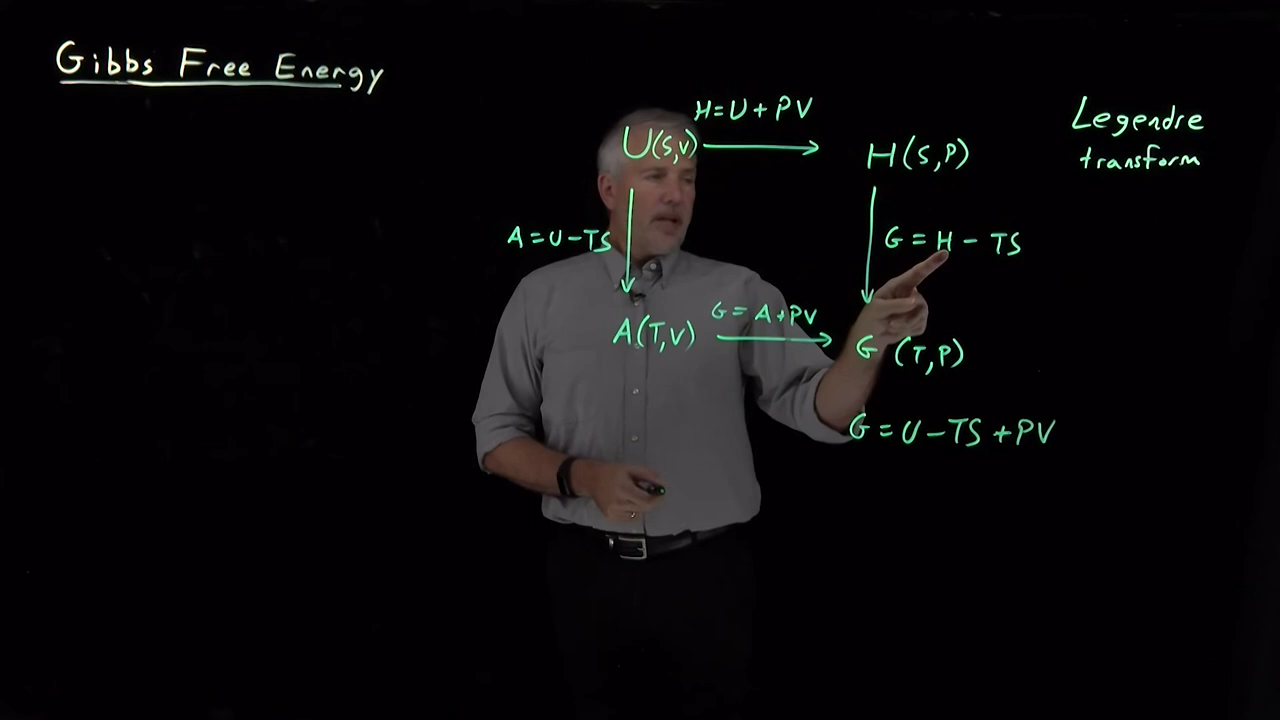 Gibbs Free Energy
H=U+PV
Legendre
transform
U(S,V)
H(S,P)
A=U-TS
G=H-TS
G=A+PV
A(T,V)
G(T,P)
G=U-TS+PV